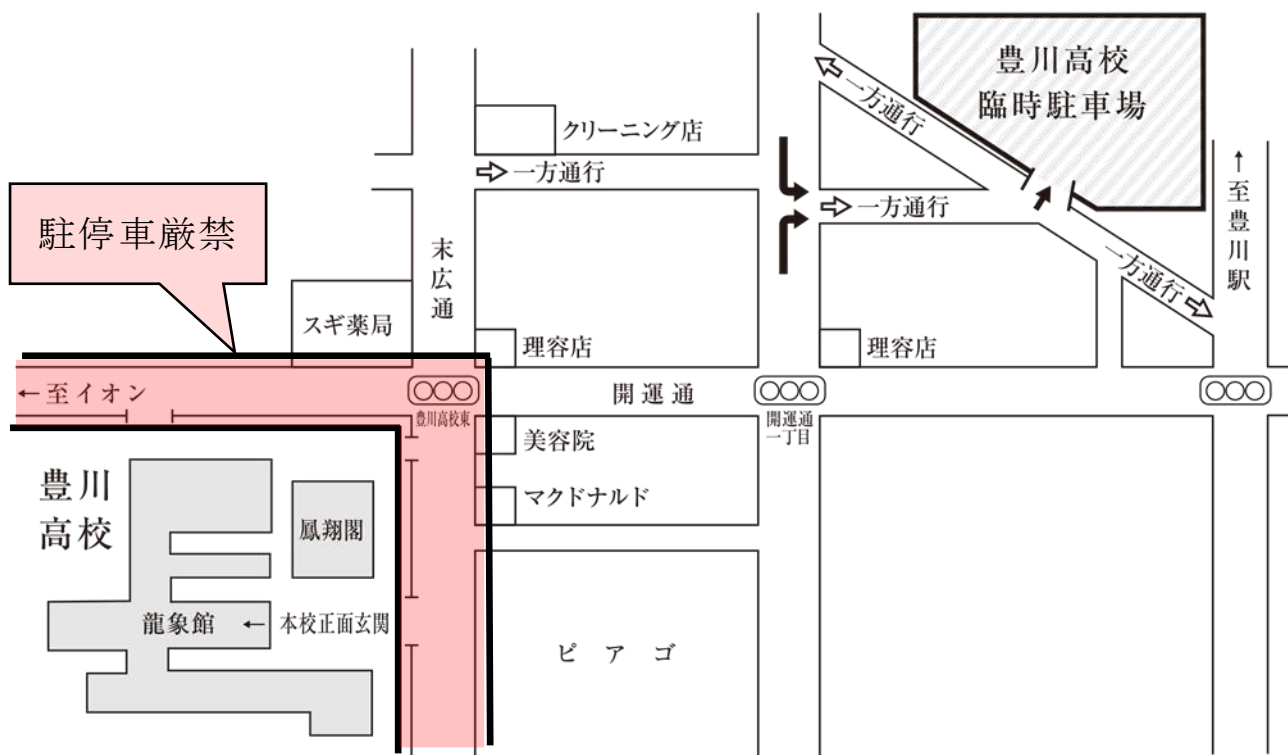 豊川高校
臨時駐車場
一方通行
クリーニング店
一方通行
一方通行
↑至豊川駅
駐停車厳禁
末広通
一方通行
スギ薬局
理容店
理容店
←至イオン
開運通
豊川高校東
開運通
一丁目
美容院
豊川
高校
マクドナルド
鳳翔閣
龍象館
←
本校正面玄関
ピアゴ